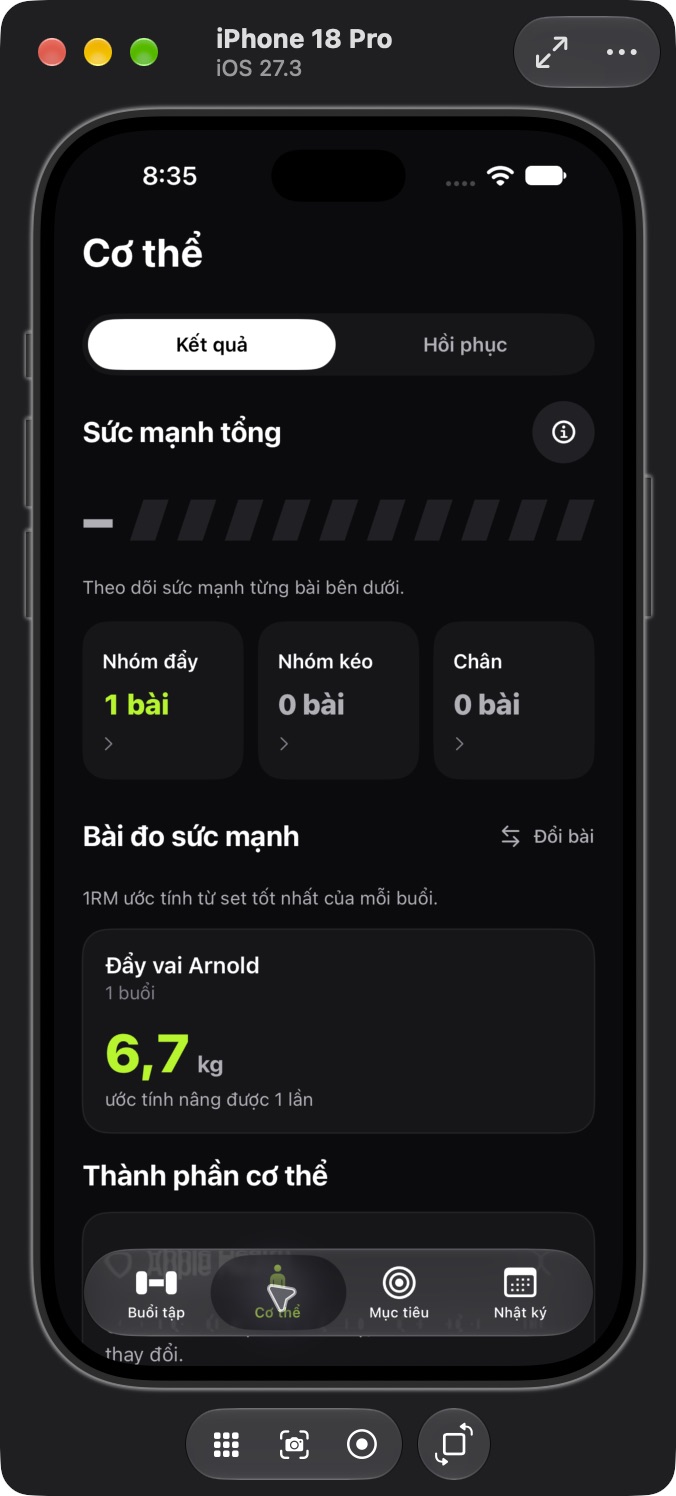 iPhone 18 Pro
iOS 27.3
8:35
Cơ thể
Kết quả
Hồi phục
Sức mạnh tổng
Theo dõi sức mạnh từng bài bên dưới.
Nhóm đẩy
Nhóm kéo
Chân
1 bài
0 bài
0 bài
Bài đo sức mạnh
Đổi bài
1RM ước tính từ set tốt nhất của mỗi buổi.
Đẩy vai Arnold
1 buổi
6,7 kg
ước tính nâng được 1 lần
Thành phần cơ thể
Buổi tập
Cơ thể
Mục tiêu
Nhật ký
thay đổi.